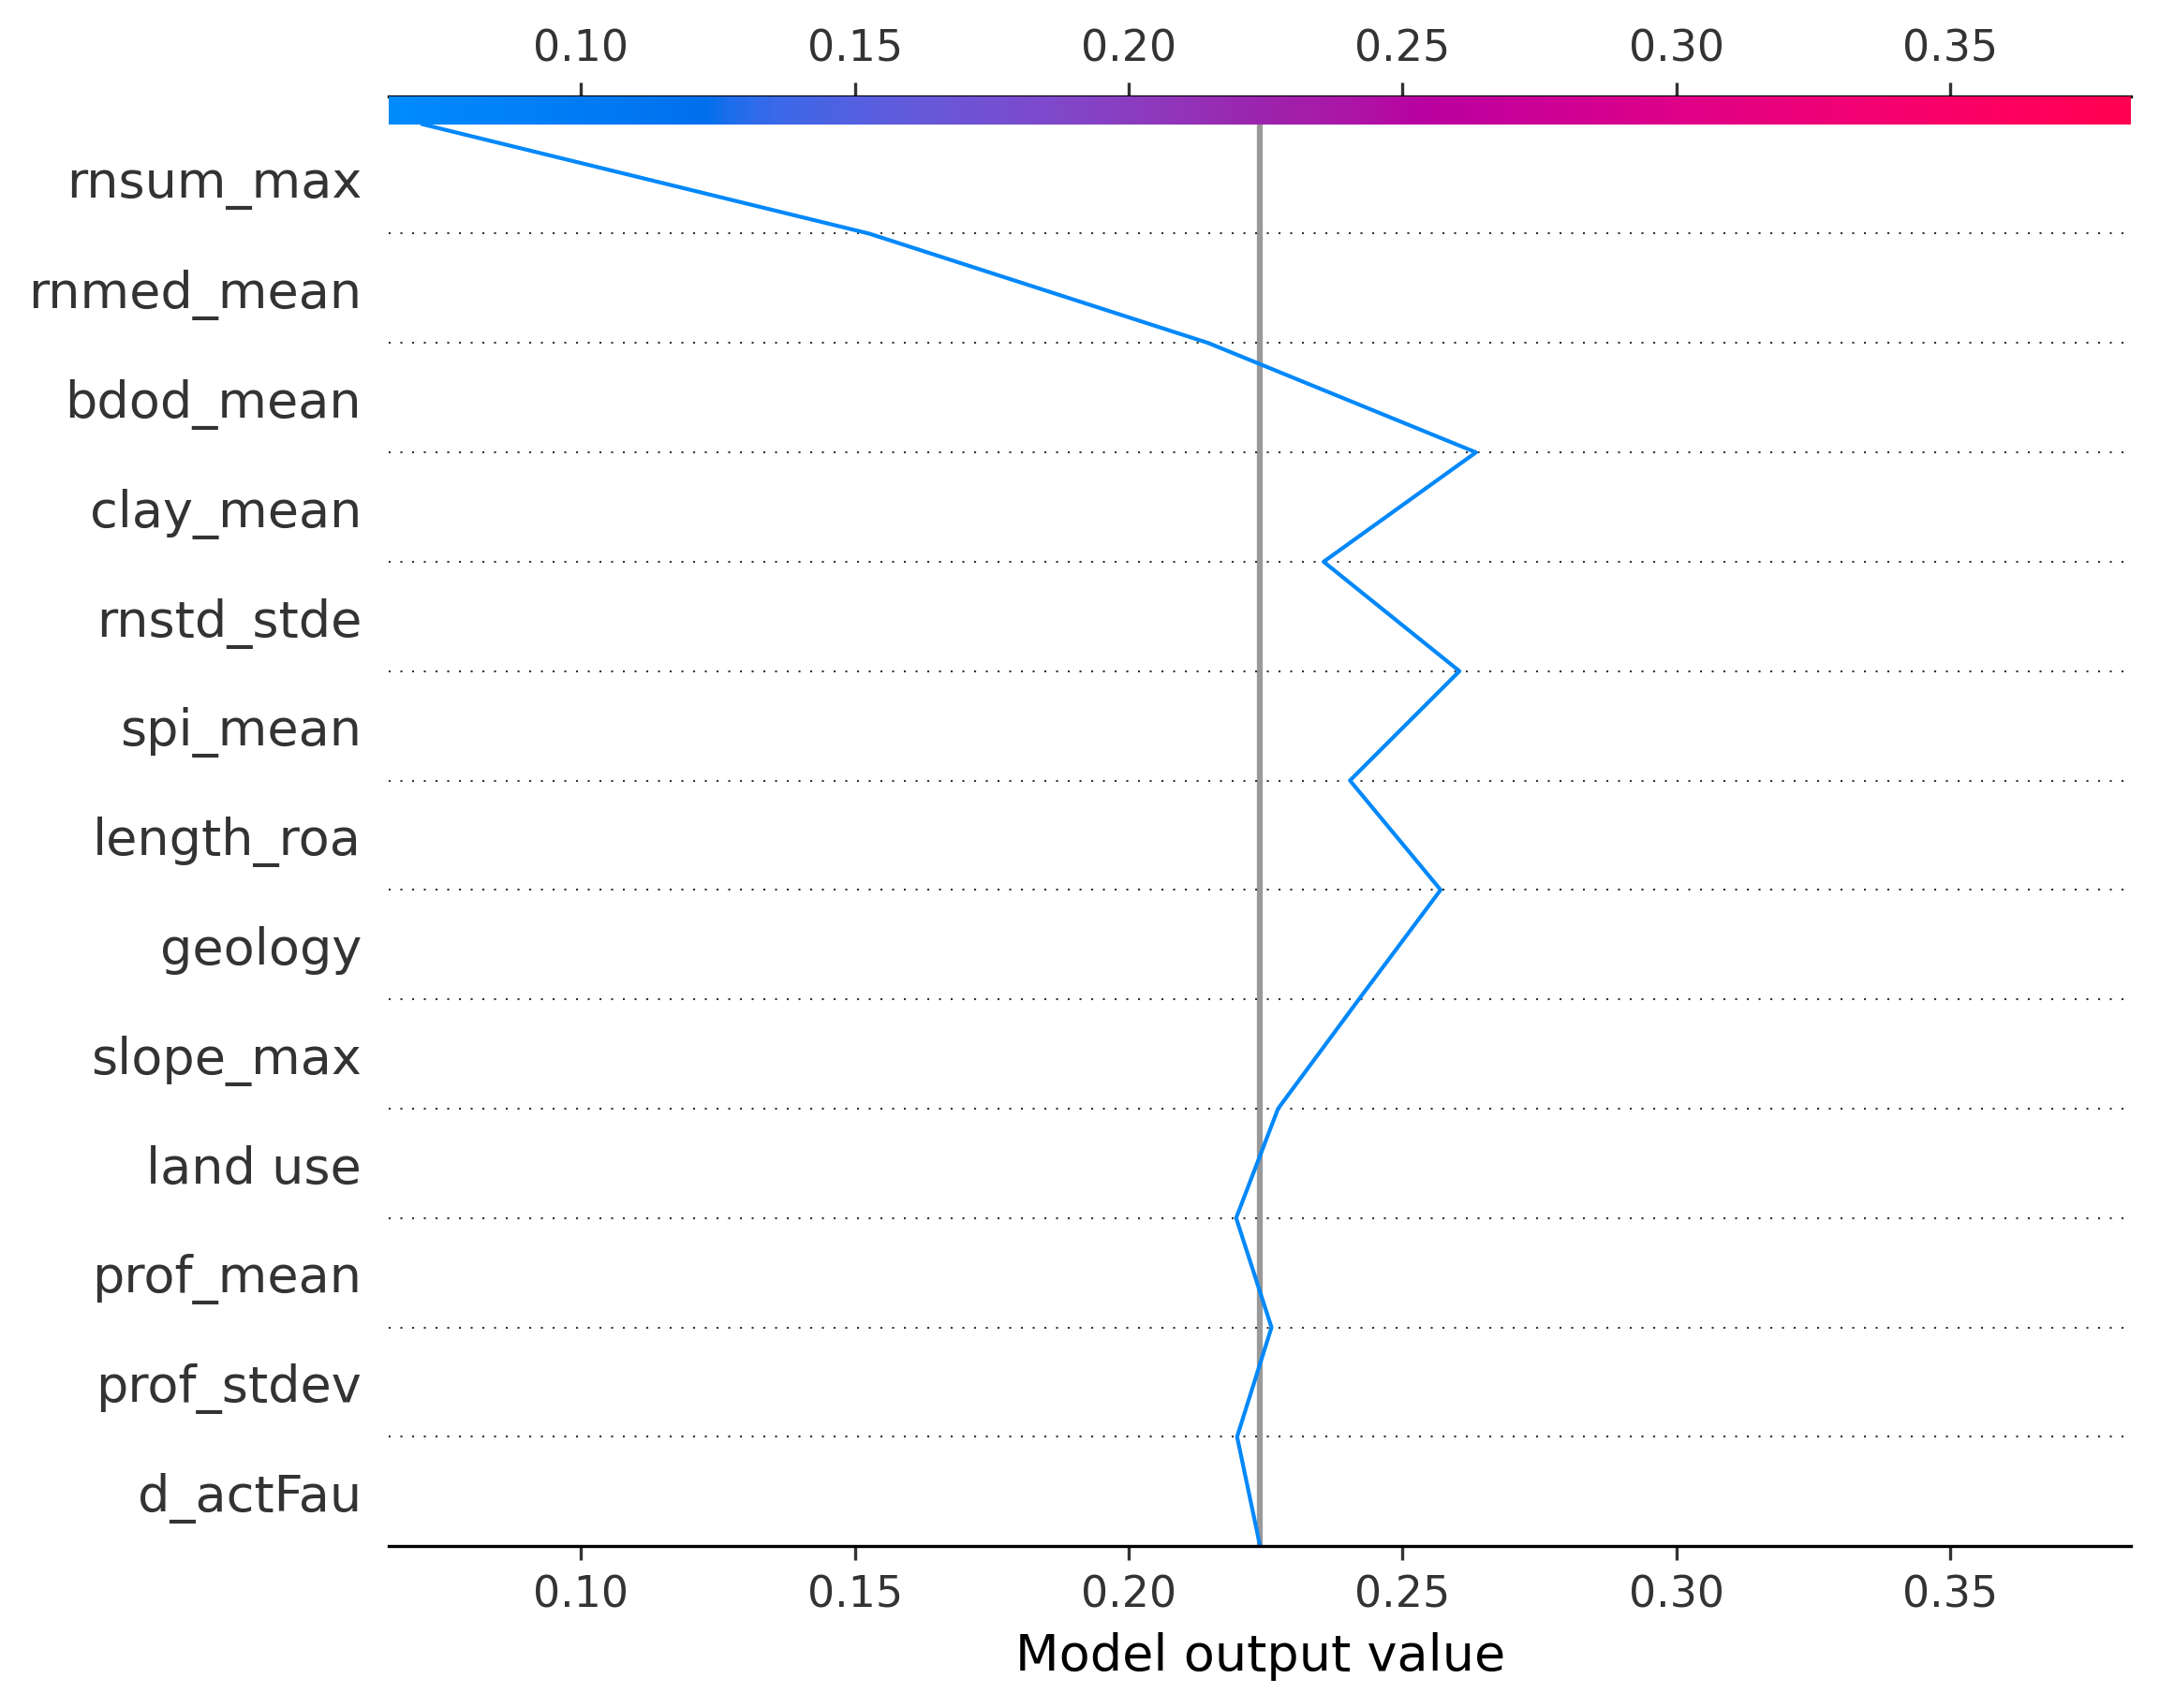 0.10 0.15 0.20 0.25 0.30 0.35
rnsum_max
rnmed_mean
bdod_mean
clay_mean
rnstd_stde
spi_mean
length_roa
geology
slope_max
land use
prof_mean
prof_stdev
d_actFau
0.10 0.15 0.20 0.25 0.30 0.35
Model output value